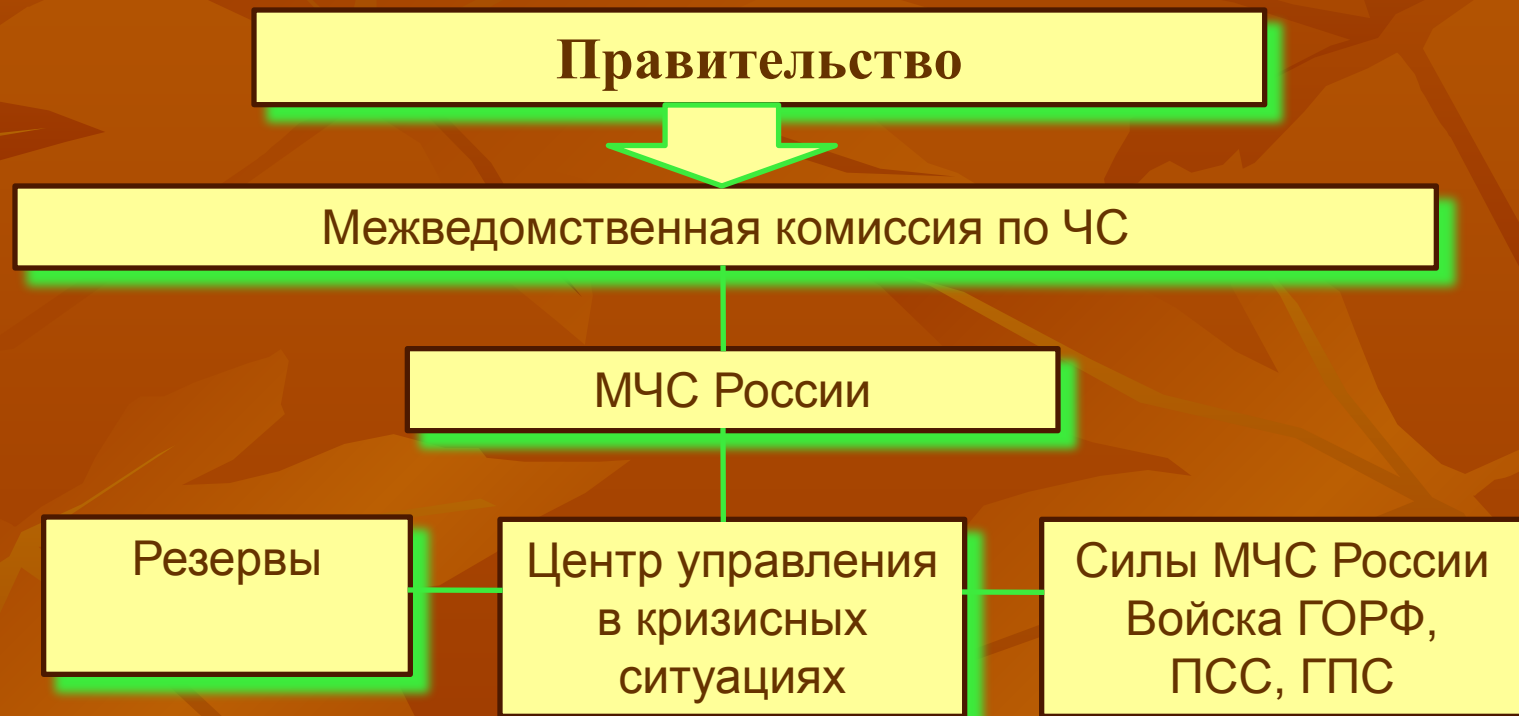 Правительство
Межведомственная комиссия по ЧС
МЧС России
Резервы
Центр управления
в кризисных
ситуациях
Силы МЧС России
Войска ГОРФ,
ПСС, ГПС